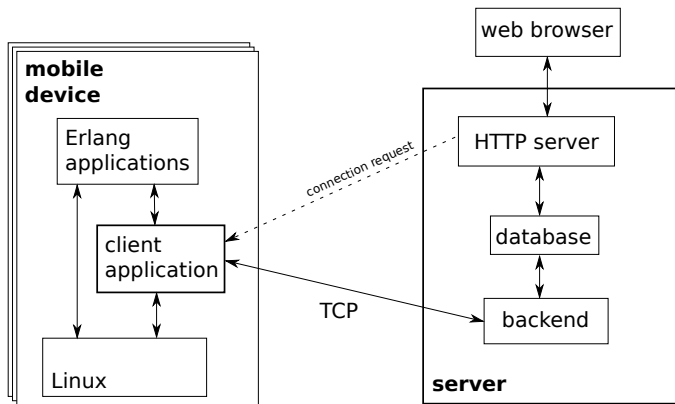 web browser
mobile
device
Erlang
applications
connection request
HTTP server
client
application
database
TCP
backend
Linux
server